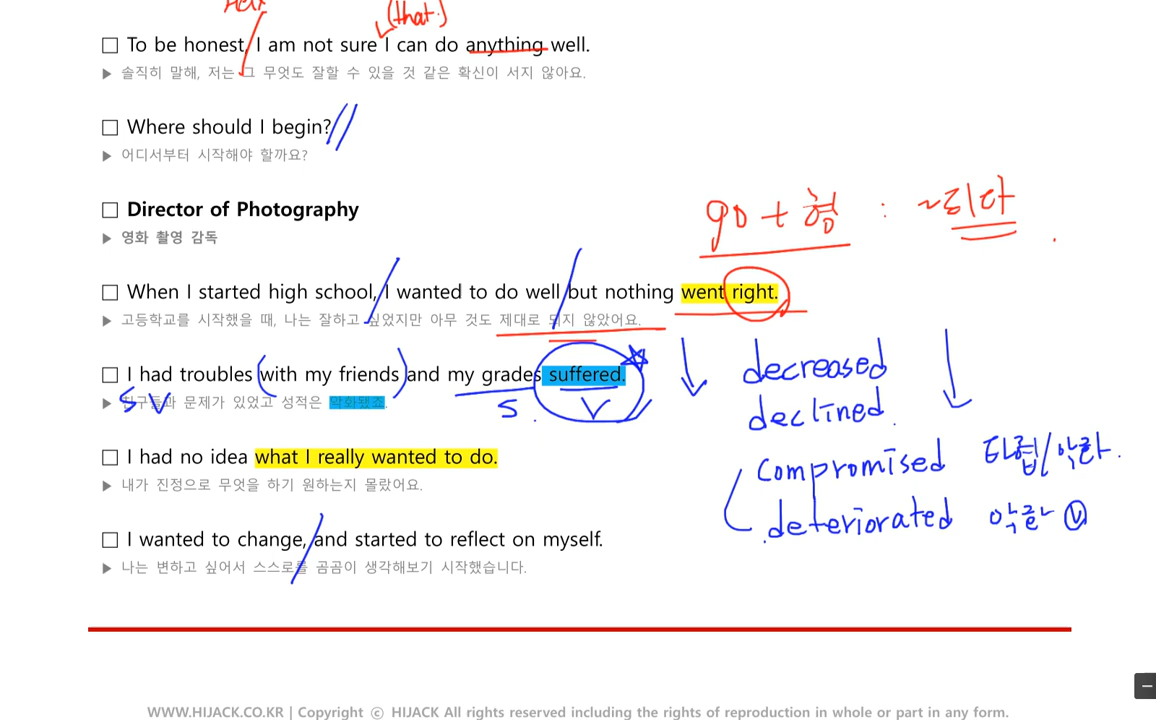 (that.)
□ To be honest, I am not sure I can do anything well.
▶ 솔직히 말해, 저는 그 무엇도 잘할 수 있을 것 같은 확신이 서지 않아요.
□ Where should I begin?
▶ 어디서부터 시작해야 할까요?
□ Director of Photography
▶ 영화 촬영 감독
go + 형 : ~되다
□ When I started high school, I wanted to do well but nothing went right.
▶ 고등학교를 시작했을 때, 나는 잘하고 싶었지만 아무 것도 제대로 되지 않았어요.
□ I had troubles (with my friends) and my grades suffered.
▶ 친구들과 문제가 있었고 성적은 악화됐죠.
S V S V
decreased
declined.
□ I had no idea what I really wanted to do.
▶ 내가 진정으로 무엇을 하기 원하는지 몰랐어요.
compromised 타협/악화.
deteriorated 악화 V
□ I wanted to change, and started to reflect on myself.
▶ 나는 변하고 싶어서 스스로를 곰곰이 생각해보기 시작했습니다.
WWW.HIJACK.CO.KR | Copyright ⓒ HIJACK All rights reserved including the rights of reproduction in whole or part in any form.